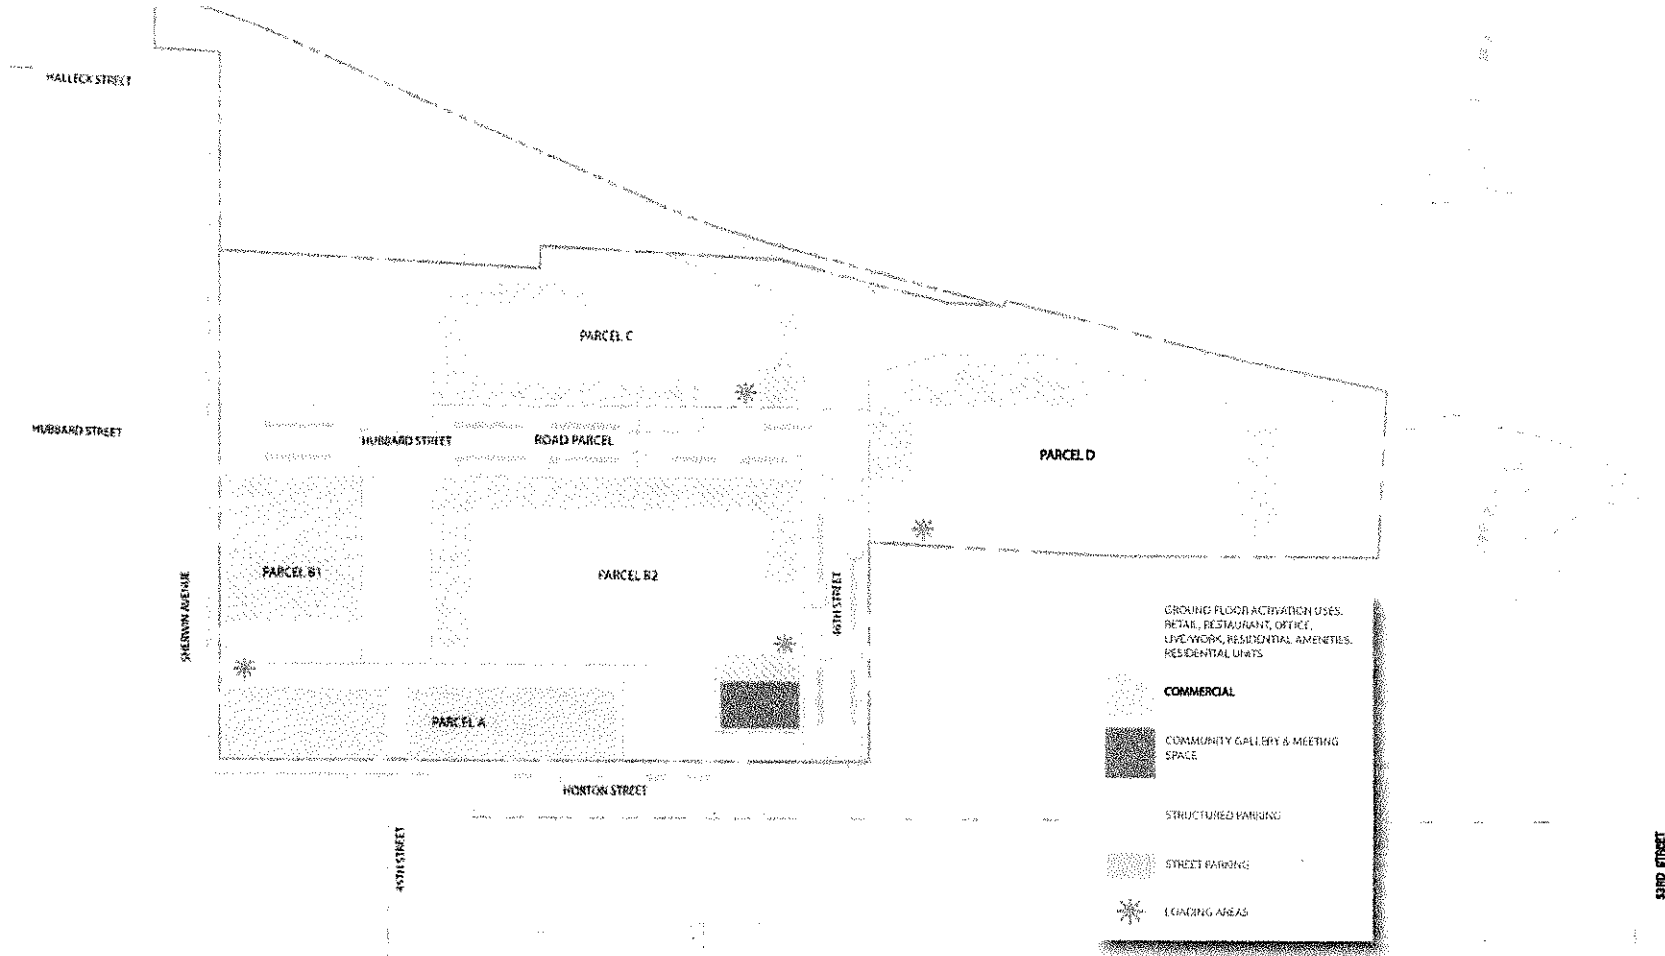 HALLECK STREET
PARCEL C
HUBBARD STREET
HUBBARD STREET
ROAD PARCEL
PARCEL D
PARCEL B1
PARCEL B2
SHERWIN AVENUE
46TH STREET
PARCEL A
HORTON STREET
45TH STREET
53RD STREET
GROUND FLOOR ACTIVATION USES.
RETAIL, RESTAURANT, OFFICE,
LIVE/WORK, RESIDENTIAL AMENITIES,
RESIDENTIAL UNITS
COMMERCIAL
COMMUNITY GALLERY & MEETING
SPACE
STRUCTURED PARKING
STREET PARKING
LOADING AREAS